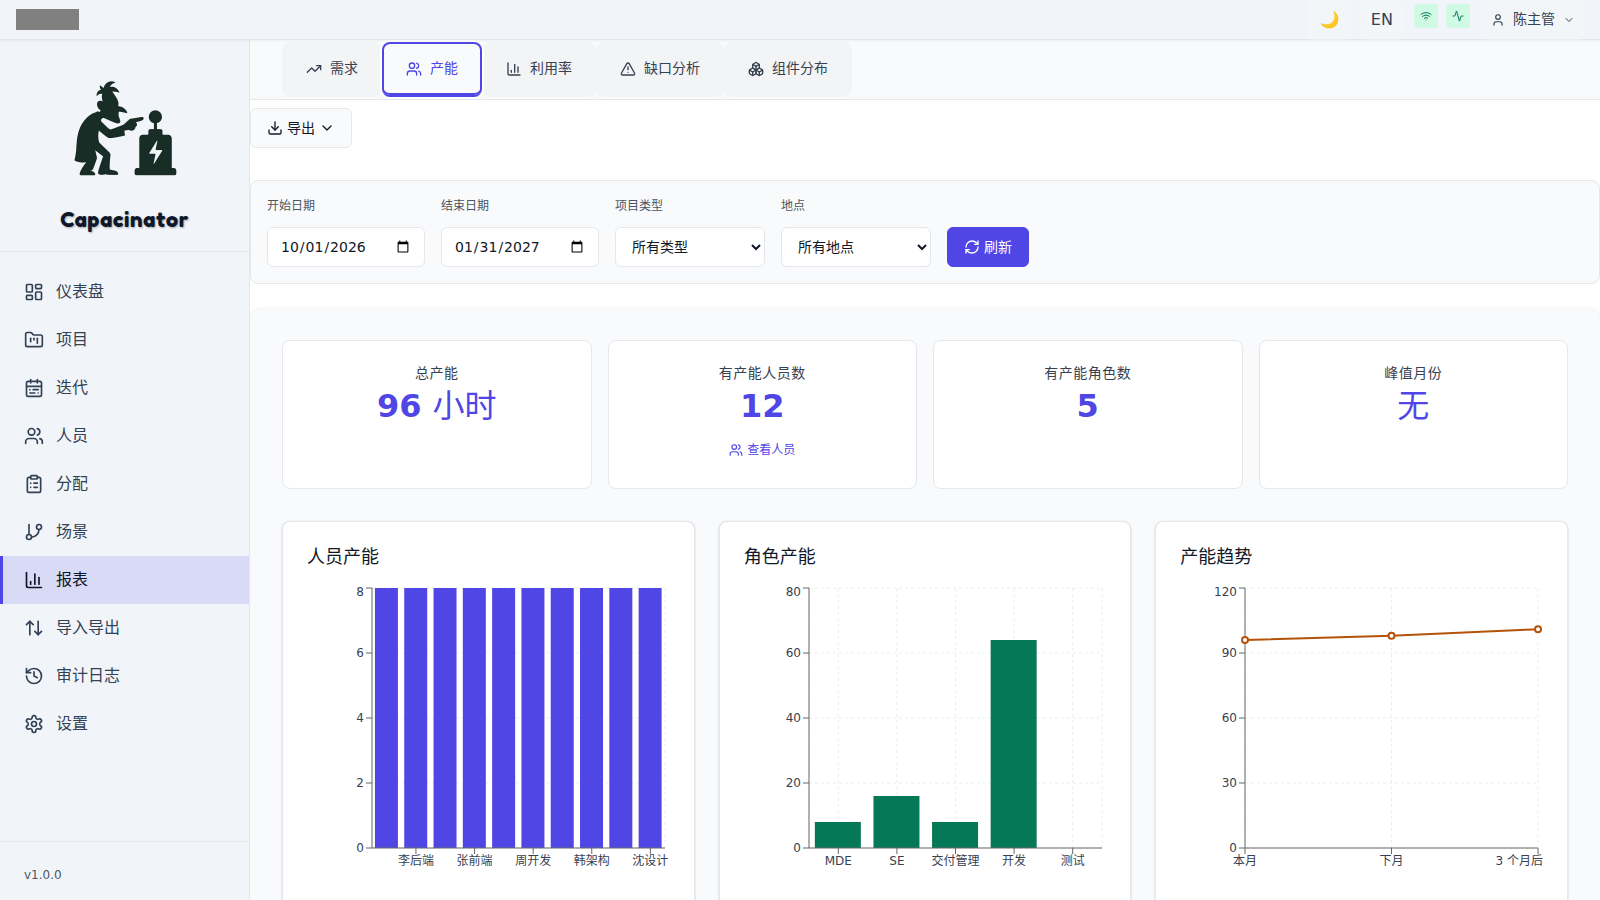 EN
陈主管
Capacinator
仪表盘
项目
迭代
人员
分配
场景
报表
导入导出
审计日志
设置
v1.0.0
需求
产能
利用率
缺口分析
组件分布
导出
开始日期
结束日期
项目类型
地点
10/01/2026
01/31/2027
所有类型
所有地点
刷新
总产能
96 小时
有产能人员数
12
查看人员
有产能角色数
5
峰值月份
无
人员产能
8
6
4
2
0
李后端
张前端
周开发
韩架构
沈设计
角色产能
80
60
40
20
0
MDE
SE
交付管理
开发
测试
产能趋势
120
90
60
30
0
本月
下月
3 个月后